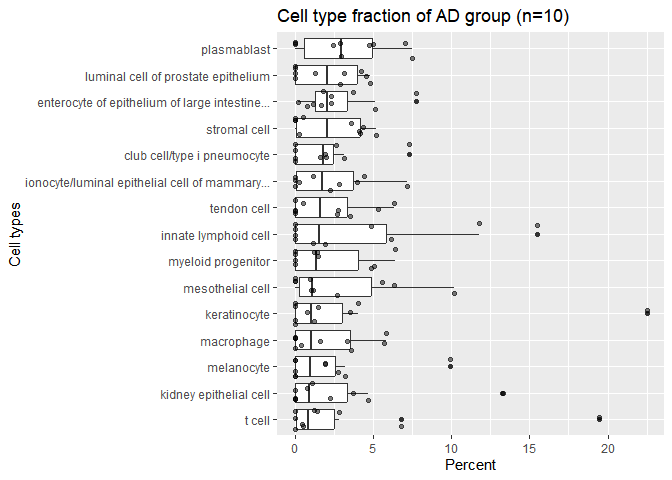 Cell type fraction of AD group (n=10)
plasmablast
luminal cell of prostate epithelium
enterocyte of epithelium of large intestine...
stromal cell
club cell/type i pneumocyte
ionocyte/luminal epithelial cell of mammary...
tendon cell
innate lymphoid cell
myeloid progenitor
mesothelial cell
keratinocyte
macrophage
melanocyte
kidney epithelial cell
t cell
Cell types
0 5 10 15 20
Percent